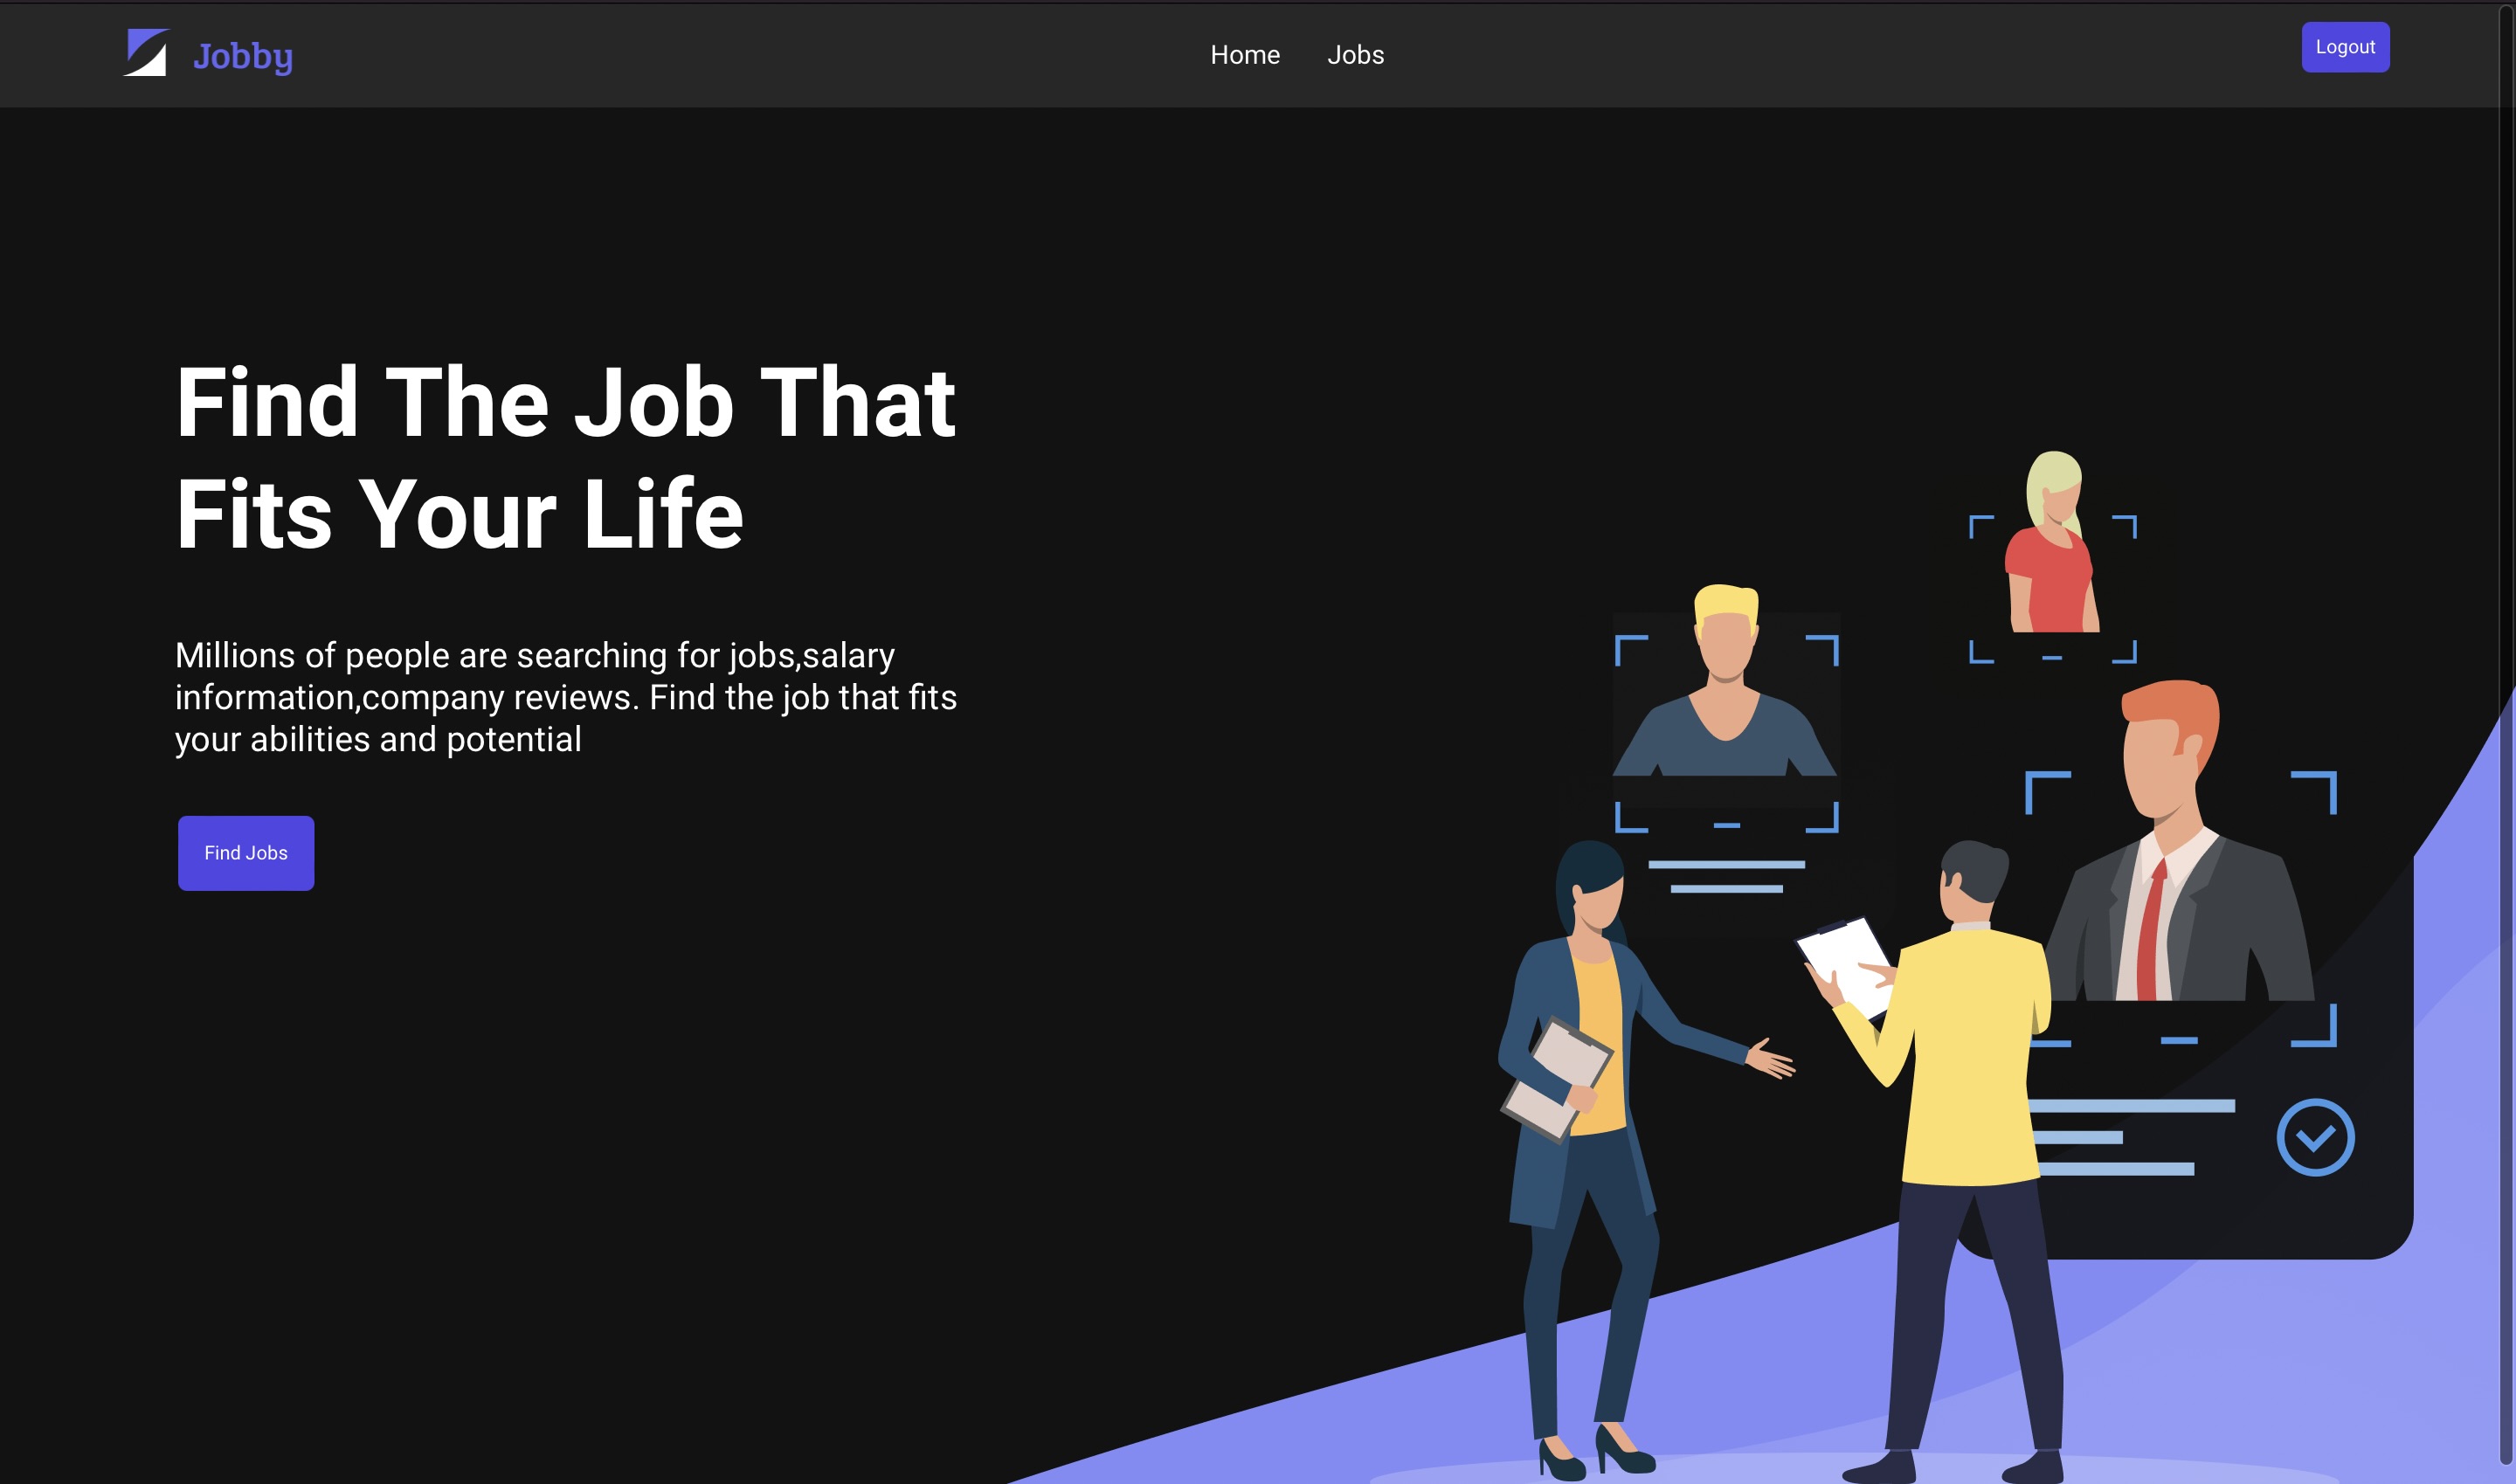 Jobby
Home
Jobs
Logout
Find The Job That
Fits Your Life
Millions of people are searching for jobs,salary
information,company reviews. Find the job that fits
your abilities and potential
Find Jobs